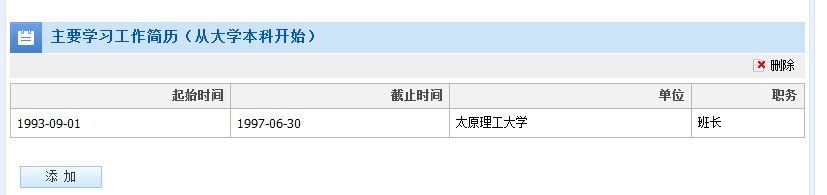 主要学习工作简历（从大学本科开始）
删除
起始时间 截止时间 单位 职务
1993-09-01 1997-06-30 太原理工大学 班长
添 加